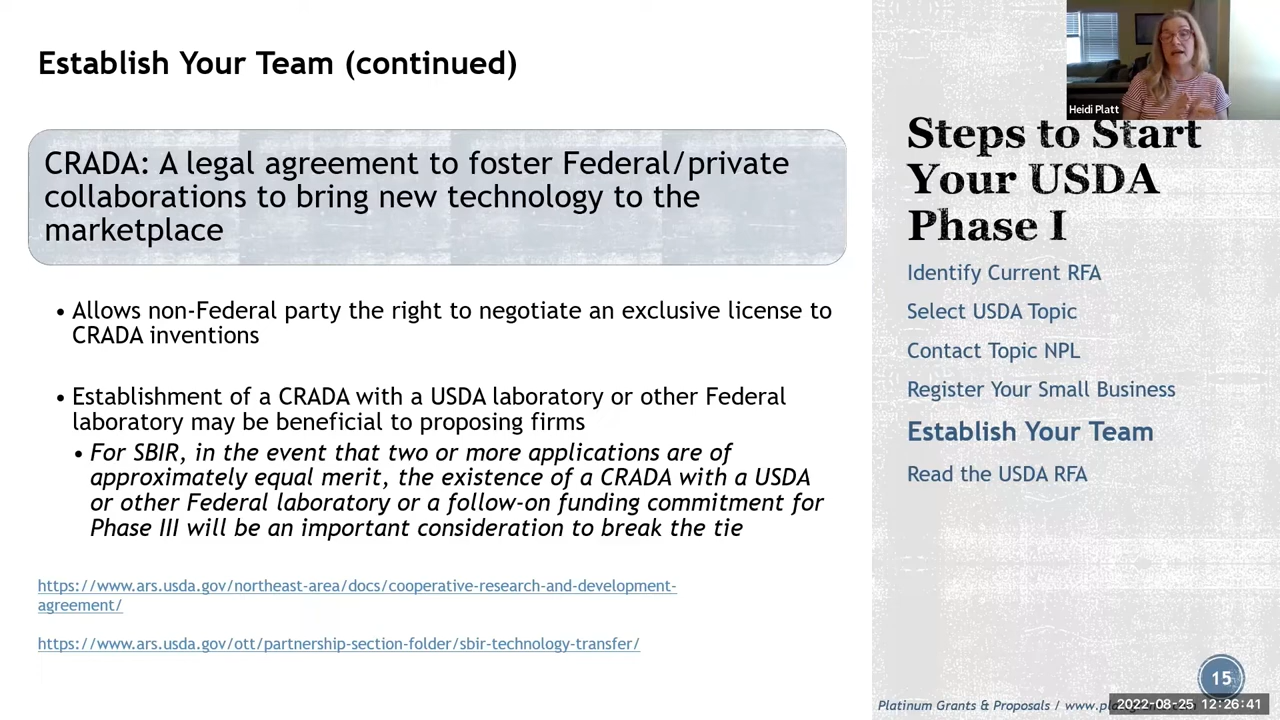 Establish Your Team (continued)
CRADA: A legal agreement to foster Federal/private
collaborations to bring new technology to the
marketplace
• Allows non-Federal party the right to negotiate an exclusive license to
CRADA inventions
• Establishment of a CRADA with a USDA laboratory or other Federal
laboratory may be beneficial to proposing firms
• For SBIR, in the event that two or more applications are of
approximately equal merit, the existence of a CRADA with a USDA
or other Federal laboratory or a follow-on funding commitment for
Phase III will be an important consideration to break the tie
https://www.ars.usda.gov/northeast-area/docs/cooperative-research-and-development-
agreement/
https://www.ars.usda.gov/ott/partnership-section-folder/sbir-technology-transfer/
Heidi Platt
Steps to Start
Your USDA
Phase I
Identify Current RFA
Select USDA Topic
Contact Topic NPL
Register Your Small Business
Establish Your Team
Read the USDA RFA
15
Platinum Grants & Proposals /
2022-08-25 12:26:41